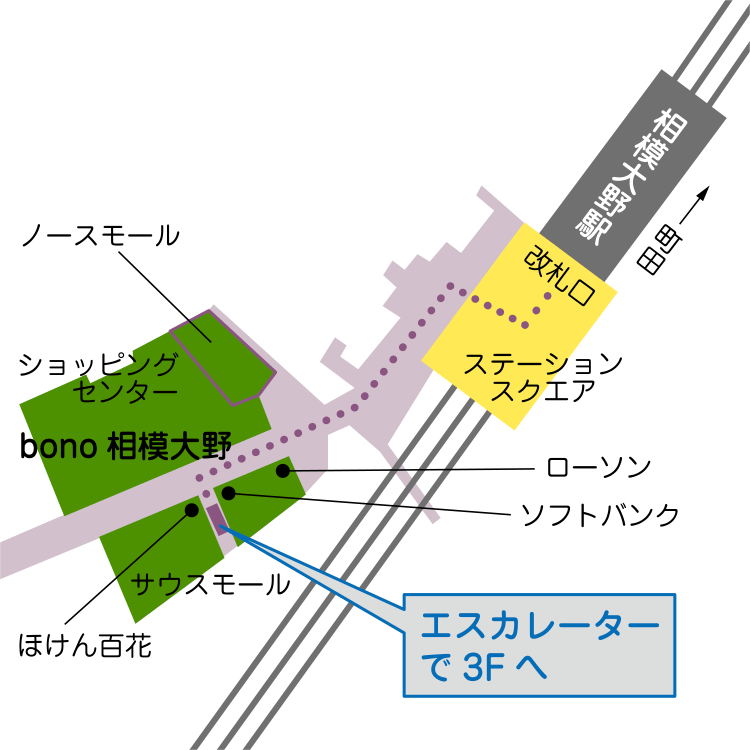 相模大野駅
町田
改札口
ノースモール
ショッピング
センター
ステーション
スクエア
bono 相模大野
ローソン
ソフトバンク
サウスモール
ほけん百花
エスカレーター
で 3F へ